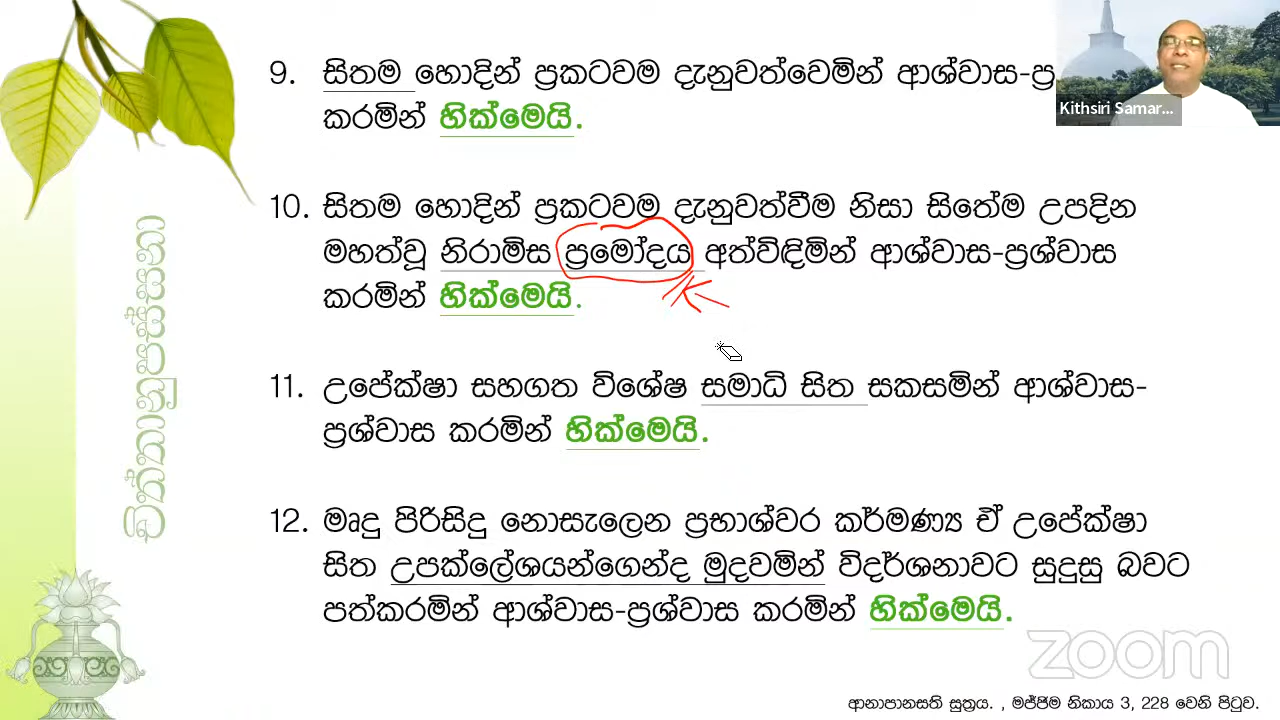 9. සිතම හොදින් ප්‍රකටවම දැනුවත්වෙමින් ආශ්වාස-ප්‍ර
කරමින් හික්මෙයි.
Kithsiri Samar...
10. සිතම හොදින් ප්‍රකටවම දැනුවත්වීම නිසා සිතේම උපදින
මහත්වූ නිරාමිස ප්‍රමෝදය අත්විඳිමින් ආශ්වාස-ප්‍රශ්වාස
කරමින් හික්මෙයි.
11. උපේක්ෂා සහගත විශේෂ සමාධි සිත සකසමින් ආශ්වාස-
ප්‍රශ්වාස කරමින් හික්මෙයි.
12. මෘදු පිරිසිදු නොසැලෙන ප්‍රභාශ්වර කර්මණ්‍ය ඒ උපේක්ෂා
සිත උපක්ලේශයන්ගෙන්ද මුදවමින් විදර්ශනාවට සුදුසු බවට
පත්කරමින් ආශ්වාස-ප්‍රශ්වාස කරමින් හික්මෙයි.
චිත්තානුපස්සනා
zoom
ආනාපානසති සුත්‍රය. , මජ්ජිම නිකාය 3, 228 වෙනි පිටුව.